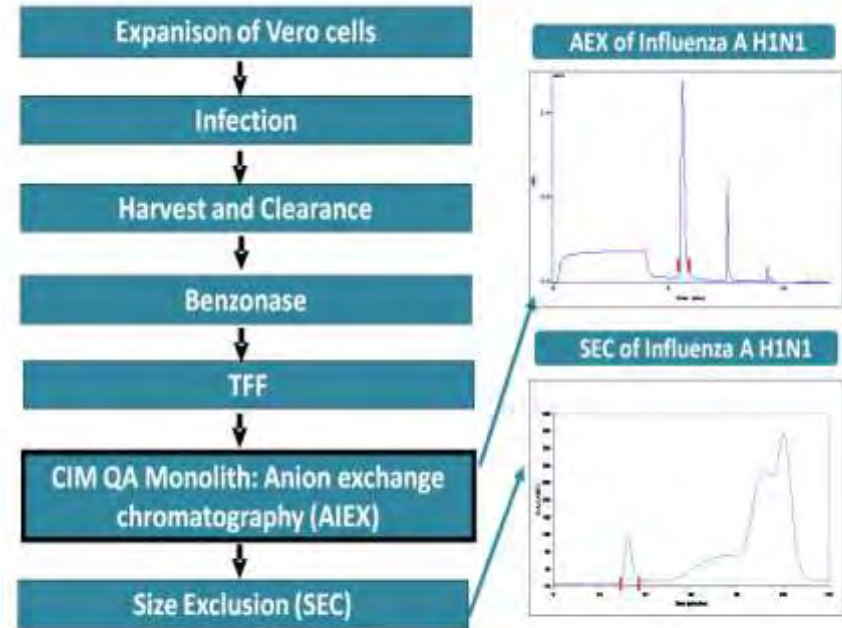 Expanison of Vero cells
Infection
Harvest and Clearance
Benzonase
TFF
CIM QA Monolith: Anion exchange
chromatography (AIEX)
Size Exclusion (SEC)
AEX of Influenza A H1N1
SEC of Influenza A H1N1